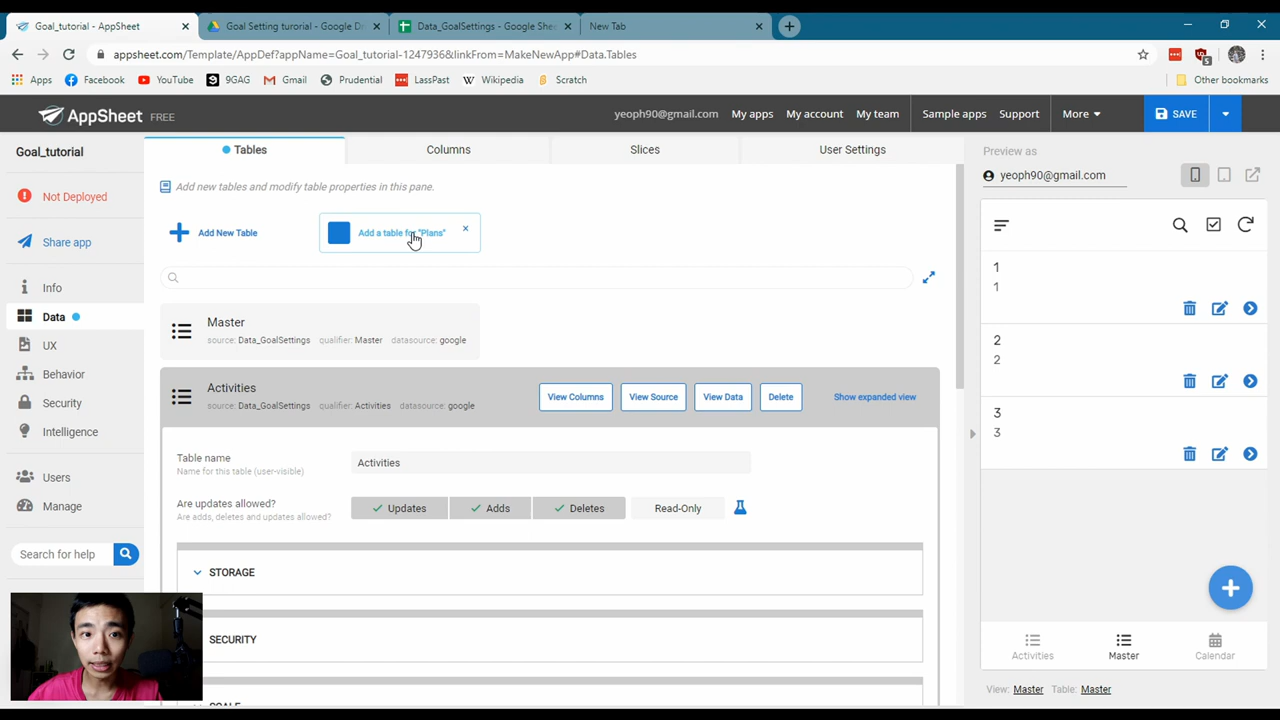 Goal_tutorial - AppSheet
Goal Setting turorial - Google Dr
Data_GoalSettings - Google Shee
New Tab
appsheet.com/Template/AppDef?appName=Goal_tutorial-1247936&linkFrom=MakeNewApp#Data.Tables
Apps
Facebook
YouTube
9GAG
Gmail
Prudential
LassPast
Wikipedia
Scratch
Other bookmarks
AppSheet FREE
yeoph90@gmail.com
My apps
My account
My team
Sample apps
Support
More
SAVE
Goal_tutorial
Not Deployed
Share app
Info
Data
UX
Behavior
Security
Intelligence
Users
Manage
Search for help
Tables
Columns
Slices
User Settings
Add new tables and modify table properties in this pane.
Add New Table
Add a table for "Plans"
Master
source: Data_GoalSettings qualifier: Master datasource: google
Activities
source: Data_GoalSettings qualifier: Activities datasource: google
View Columns
View Source
View Data
Delete
Show expanded view
Table name
Name for this table (user-visible)
Activities
Are updates allowed?
Are adds, deletes and updates allowed?
Updates
Adds
Deletes
Read-Only
STORAGE
SECURITY
SCALE
Preview as
yeoph90@gmail.com
1
1
2
2
3
3
Activities
Master
Calendar
View: Master Table: Master